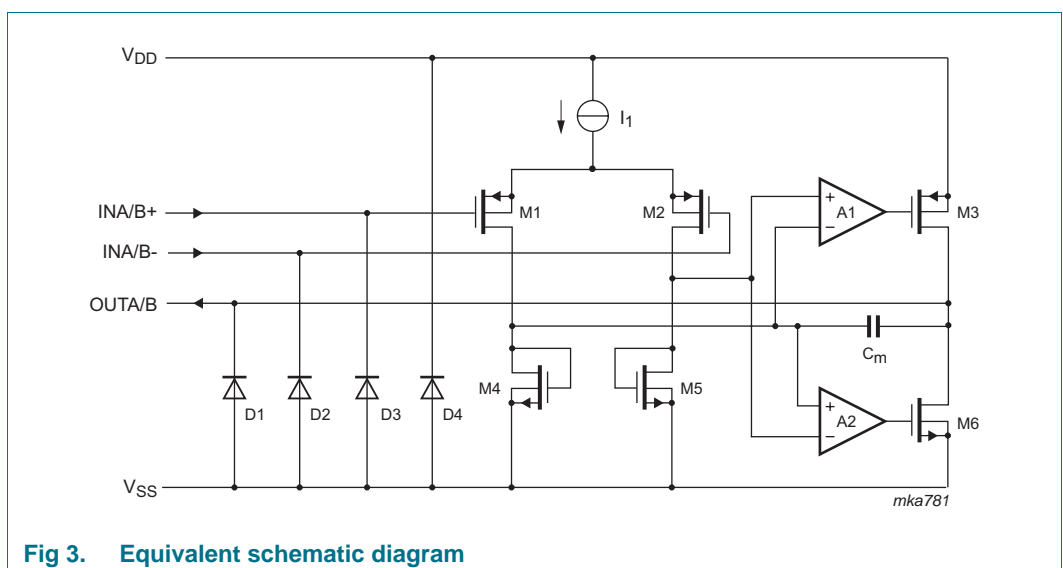 VDD
I1
INA/B+
M1
M2
+
A1
−
M3
INA/B-
OUTA/B
Cm
M4
M5
D1
D2
D3
D4
+
A2
−
M6
VSS
mka781
Fig 3. Equivalent schematic diagram